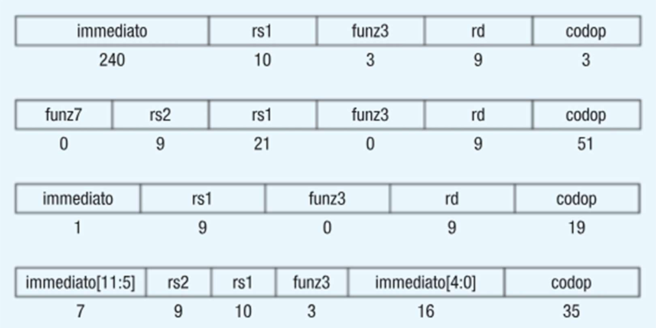 immediato rs1 funz3 rd codop
240 10 3 9 3
funz7 rs2 rs1 funz3 rd codop
0 9 21 0 9 51
immediato rs1 funz3 rd codop
1 9 0 9 19
immediato[11:5] rs2 rs1 funz3 immediato[4:0] codop
7 9 10 3 16 35